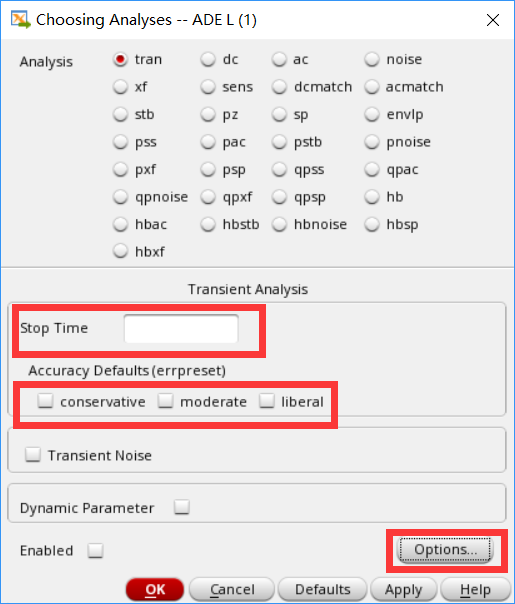 Choosing Analyses -- ADE L (1)
Analysis tran dc ac noise
xf sens dcmatch acmatch
stb pz sp envlp
pss pac pstb pnoise
pxf psp qpss qpac
qpnoise qpxf qpsp hb
hbac hbstb hbnoise hbsp
hbxf
Transient Analysis
Stop Time
Accuracy Defaults (errpreset)
conservative moderate liberal
Transient Noise
Dynamic Parameter
Enabled Options...
OK Cancel Defaults Apply Help